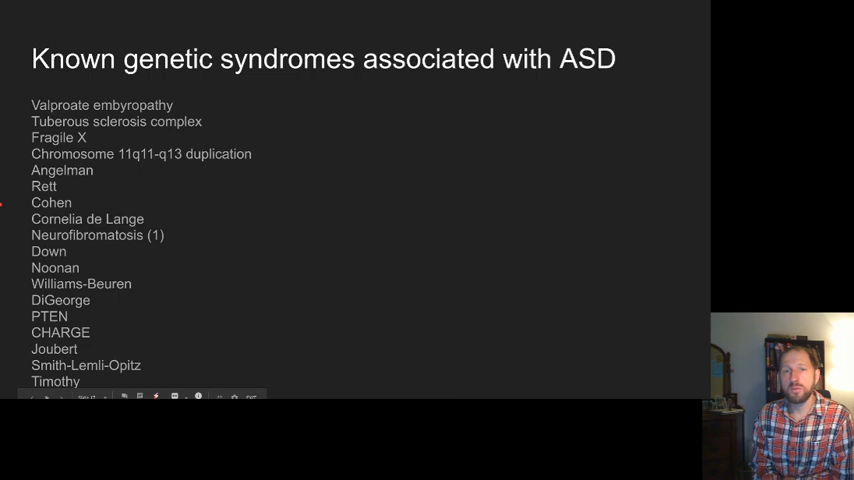 Known genetic syndromes associated with ASD
Valproate embyropathy
Tuberous sclerosis complex
Fragile X
Chromosome 11q11-q13 duplication
Angelman
Rett
Cohen
Cornelia de Lange
Neurofibromatosis (1)
Down
Noonan
Williams-Beuren
DiGeorge
PTEN
CHARGE
Joubert
Smith-Lemli-Opitz
Timothy